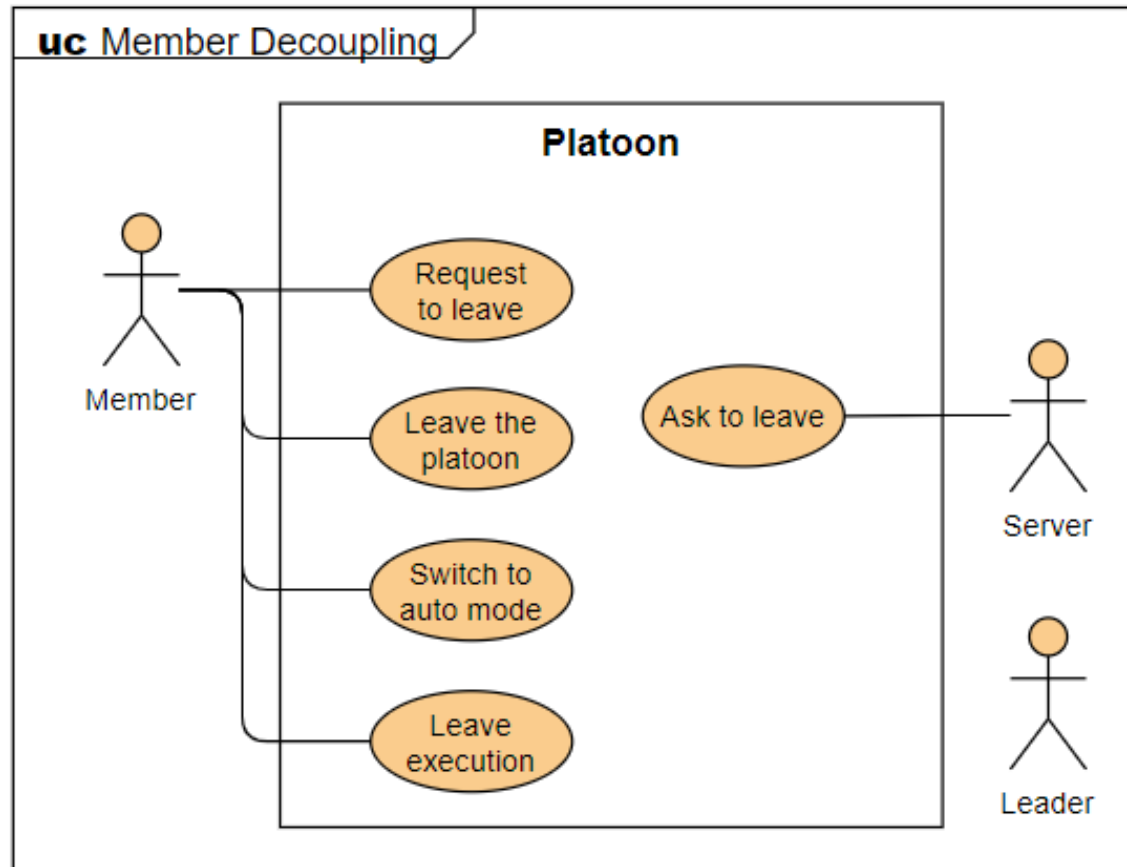 uc Member Decoupling
Platoon
Request
to leave
Member
Leave the
platoon
Ask to leave
Server
Switch to
auto mode
Leave
execution
Leader